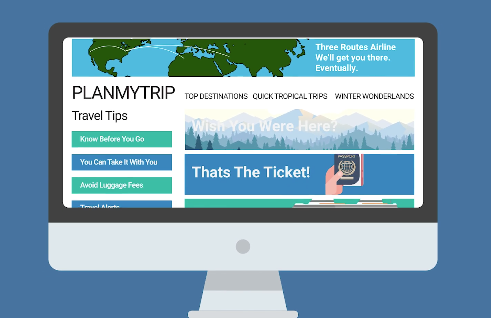 Three Routes Airline
We'll get you there.
Eventually.
PLANMYTRIP
TOP DESTINATIONS
QUICK TROPICAL TRIPS
WINTER WONDERLANDS
Travel Tips
Know Before You Go
You Can Take It With You
Avoid Luggage Fees
Travel Alerts
Wish You Were Here?
Thats The Ticket!
PASSPORT